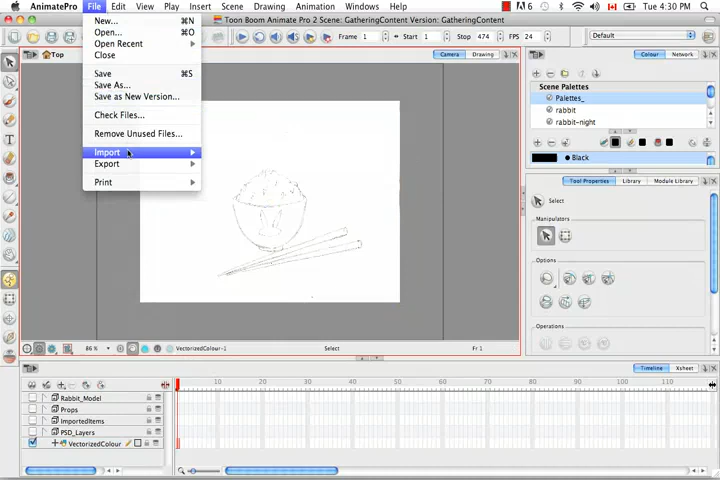 AnimatePro File Edit View Play Insert Scene Drawing Animation Windows Help Tue 4:30 PM
Toon Boom Animate Pro 2 Scene: GatheringContent Version: GatheringContent
New... ⌘N
Open... ⌘O
Open Recent
Close
Save ⌘S
Save As...
Save as New Version...
Check Files...
Remove Unused Files...
Import
Export
Print
Frame 1 Start 1 Stop 474 FPS 24 Default
Top Camera Drawing
Colour Network
Scene Palettes
Palettes_
rabbit
rabbit-night
Black
Tool Properties Library Module Library
Select
Manipulators
Options
Operations
86 % VectorizedColour-1 Select Fr 1
Timeline Xsheet
10 20 30 40 50 60 70 80 90 100 110
Rabbit_Model
Props
ImportedItems
PSD_Layers
VectorizedColour